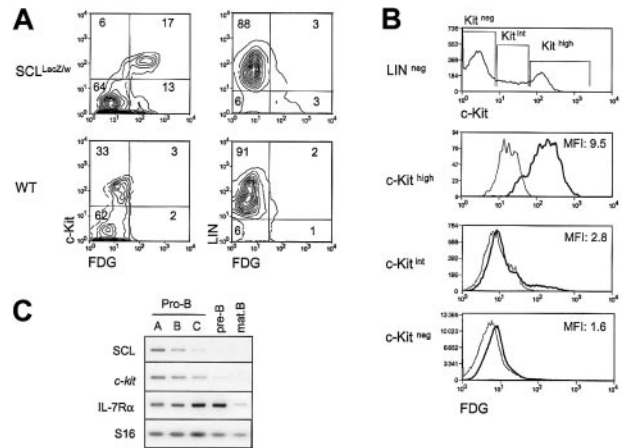 A
SCL LacZ/w
6 17
64 13
88 3
6 3
WT
33 3
62 2
91 2
6 1
c-Kit
LIN
FDG FDG
B
LIN neg
Kit neg
Kit int
Kit high
c-Kit
c-Kit high
MFI: 9.5
c-Kit int
MFI: 2.8
c-Kit neg
MFI: 1.6
FDG
C
Pro-B
A B C pre-B mat.B
SCL
c-kit
IL-7Rα
S16